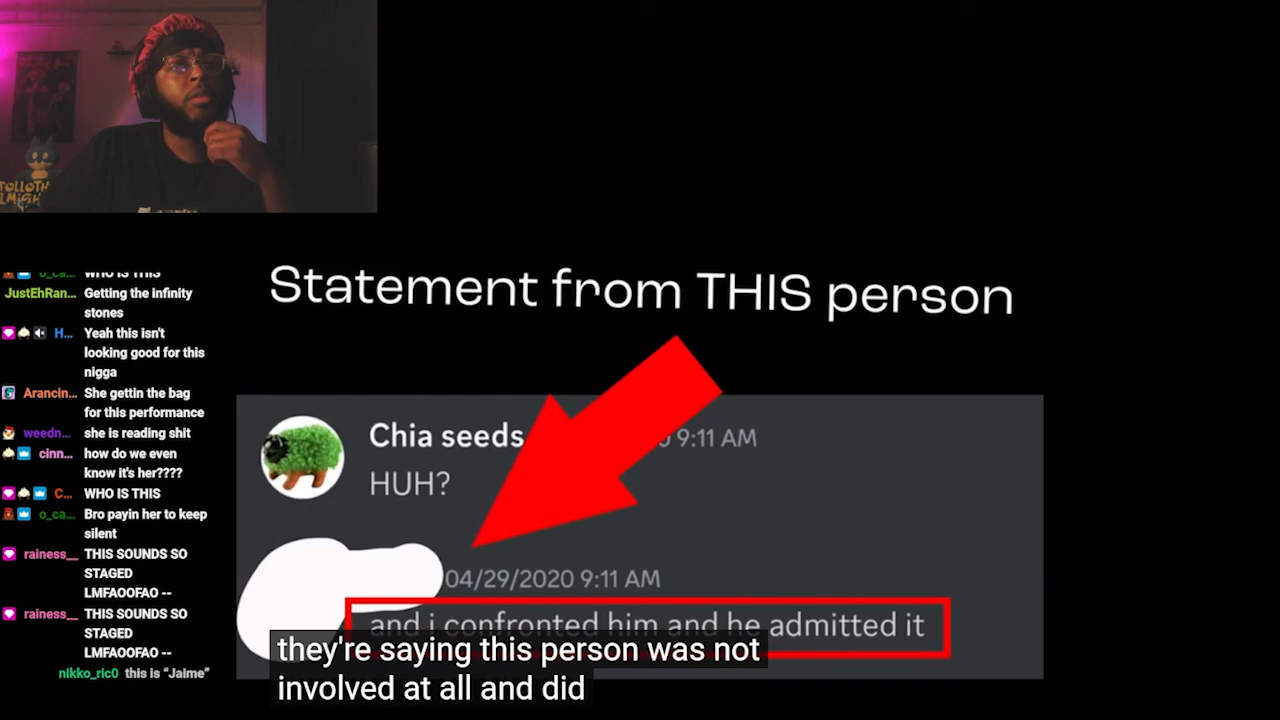 TOLLOTH
LMIGH
o_ca... WHO IS THIS
JustEhRan... Getting the infinity
stones
H... Yeah this isn't
looking good for this
nigga
Arancin... She gettin the bag
for this performance
weedn... she is reading shit
cinn... how do we even
know it's her????
C... WHO IS THIS
o_ca... Bro payin her to keep
silent
rainess__ THIS SOUNDS SO
STAGED
LMFAOOFAO --
rainess__ THIS SOUNDS SO
STAGED
LMFAOOFAO --
nikko_ric0 this is “Jaime”
Statement from THIS person
Chia seeds 9:11 AM
HUH?
04/29/2020 9:11 AM
and i confronted him and he admitted it
they're saying this person was not
involved at all and did